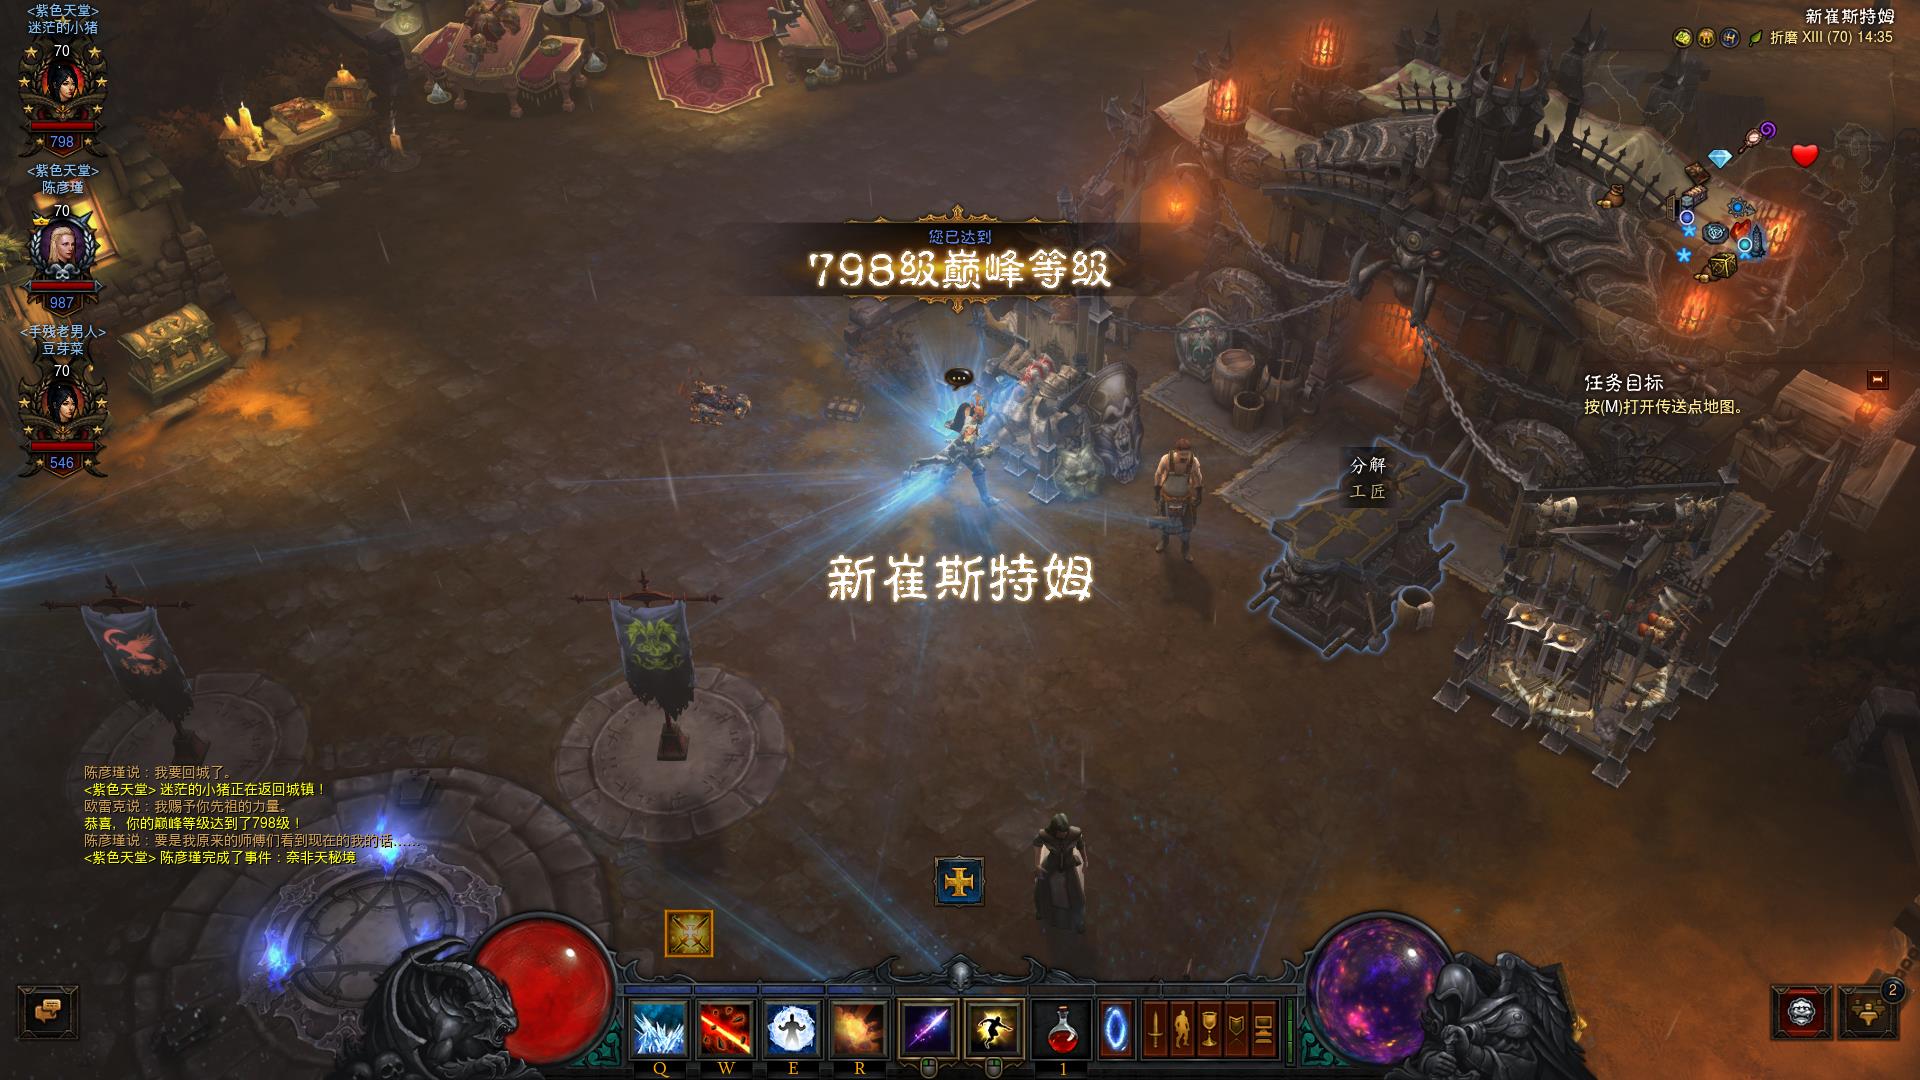 <紫色天堂>
迷茫的小猪
70
798
<紫色天堂>
陈彦瑾
70
987
<手残老男人>
豆芽菜
70
546
新崔斯特姆
折磨 XIII (70) 14:35
您已达到
798级巅峰等级
任务目标
按(M)打开传送点地图。
分解
工匠
新崔斯特姆
陈彦瑾说：我要回城了。
<紫色天堂> 迷茫的小猪正在返回城镇！
欧雷克说：我赐予你先祖的力量。
恭喜，你的巅峰等级达到了798级！
陈彦瑾说：要是我原来的师傅们看到现在的我的话……
<紫色天堂> 陈彦瑾完成了事件：奈非天秘境
Q W E R 1
2